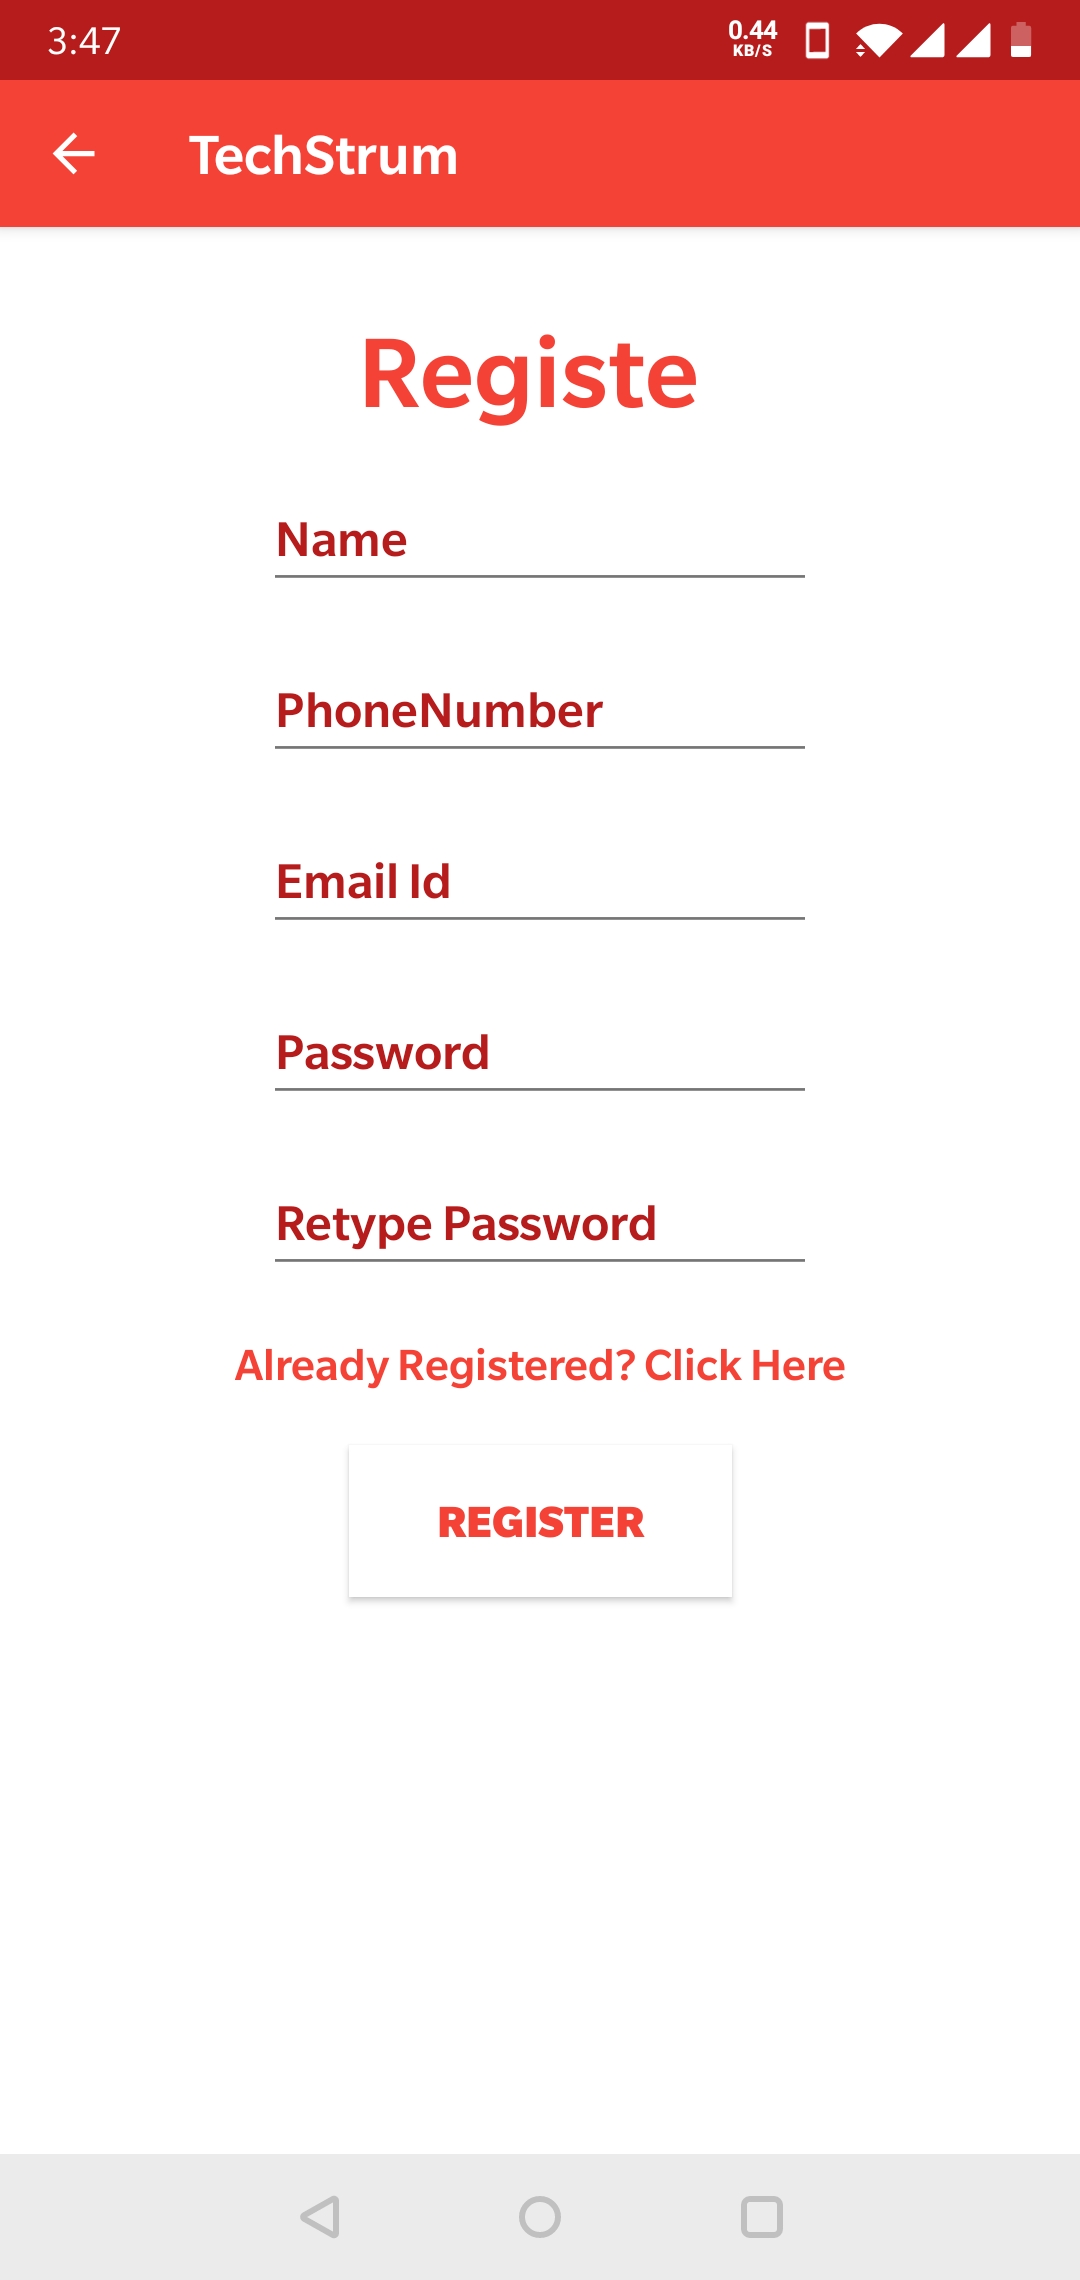 3:47
0.44
KB/S
TechStrum
Registe
Name
PhoneNumber
Email Id
Password
Retype Password
Already Registered? Click Here
REGISTER